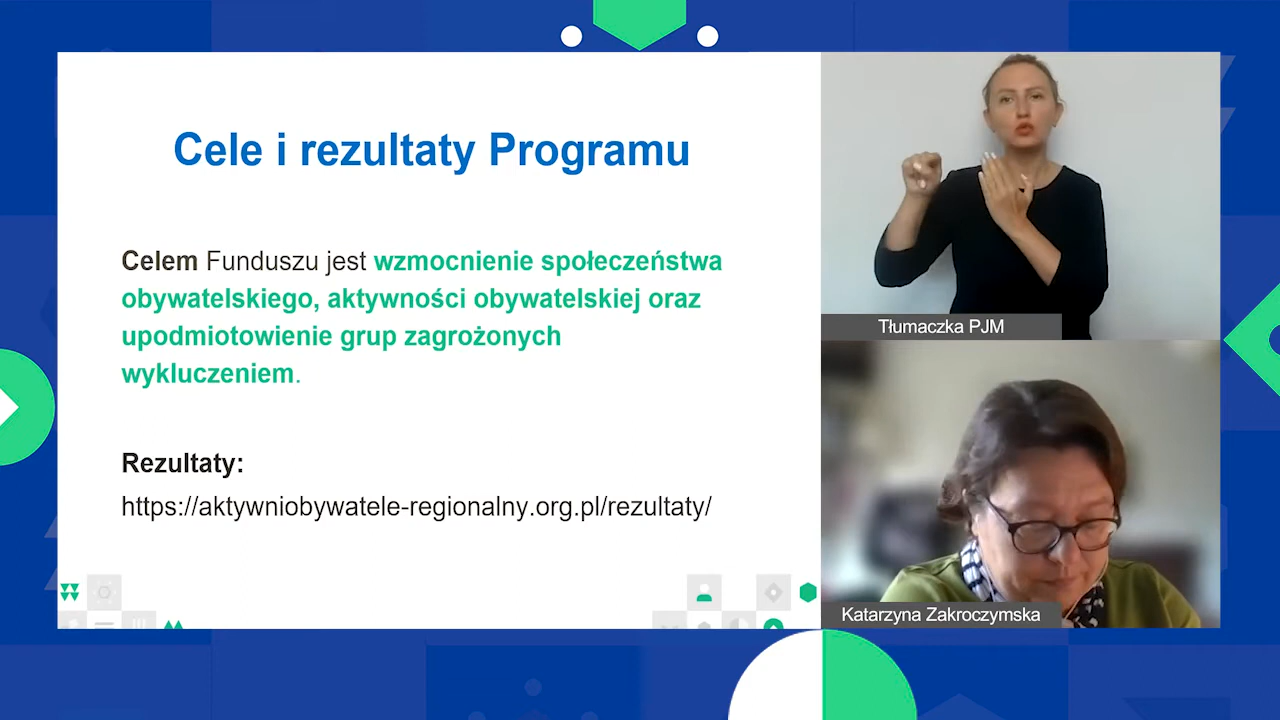 Cele i rezultaty Programu
Celem Funduszu jest wzmocnienie społeczeństwa
obywatelskiego, aktywności obywatelskiej oraz
upodmiotowienie grup zagrożonych
wykluczeniem.
Rezultaty:
https://aktywniobywatele-regionalny.org.pl/rezultaty/
Tłumaczka PJM
Katarzyna Zakroczymska